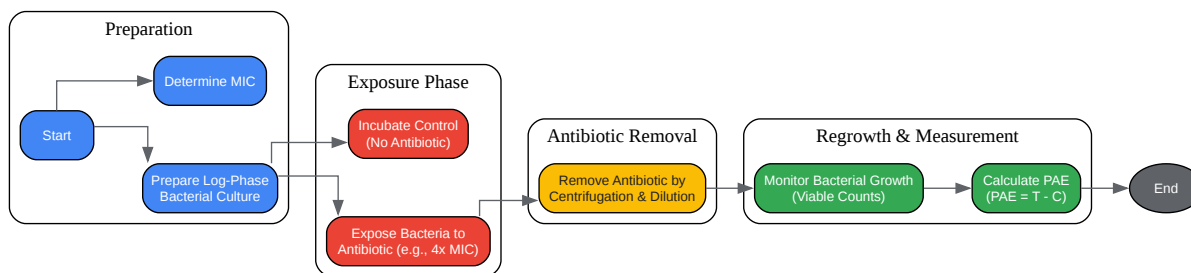 Preparation
Determine MIC
Start
Prepare Log-Phase
Bacterial Culture
Exposure Phase
Incubate Control
(No Antibiotic)
Expose Bacteria to
Antibiotic (e.g., 4x MIC)
Antibiotic Removal
Remove Antibiotic by
Centrifugation & Dilution
Regrowth & Measurement
Monitor Bacterial Growth
(Viable Counts)
Calculate PAE
(PAE = T - C)
End